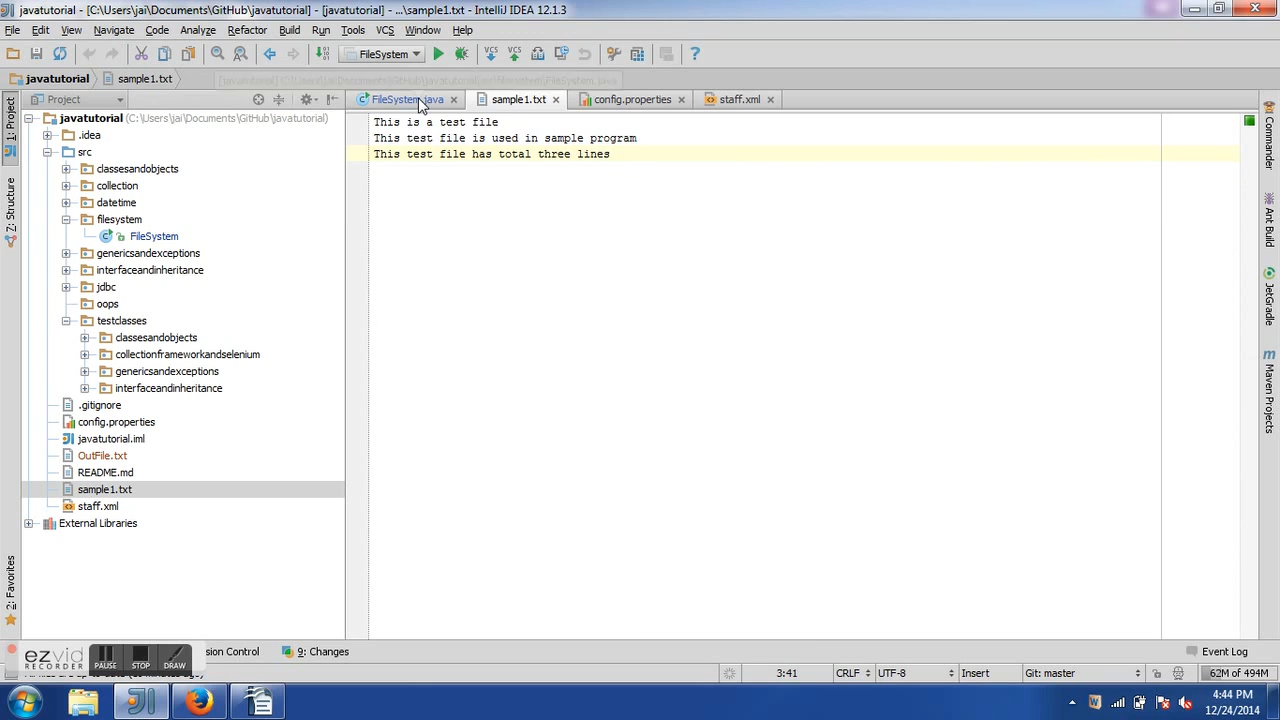 javatutorial - [C:\Users\jai\Documents\GitHub\javatutorial] - [javatutorial] - ...\sample1.txt - IntelliJ IDEA 12.1.3
File Edit View Navigate Code Analyze Refactor Build Run Tools VCS Window Help
FileSystem
javatutorial sample1.txt
Project
FileSystem.java sample1.txt config.properties staff.xml
1: Project
Z: Structure
2: Favorites
javatutorial (C:\Users\jai\Documents\GitHub\javatutorial)
.idea
src
classesandobjects
collection
datetime
filesystem
FileSystem
genericsandexceptions
interfaceandinheritance
jdbc
oops
testclasses
classesandobjects
collectionframeworkandselenium
genericsandexceptions
interfaceandinheritance
.gitignore
config.properties
javatutorial.iml
OutFile.txt
README.md
sample1.txt
staff.xml
External Libraries
This is a test file
This test file is used in sample program
This test file has total three lines
Commander
Ant Build
JetGradle
Maven Projects
ezvid
RECORDER
PAUSE STOP DRAW
sion Control 9: Changes Event Log
3:41 CRLF UTF-8 Insert Git: master 62M of 494M
4:44 PM
12/24/2014